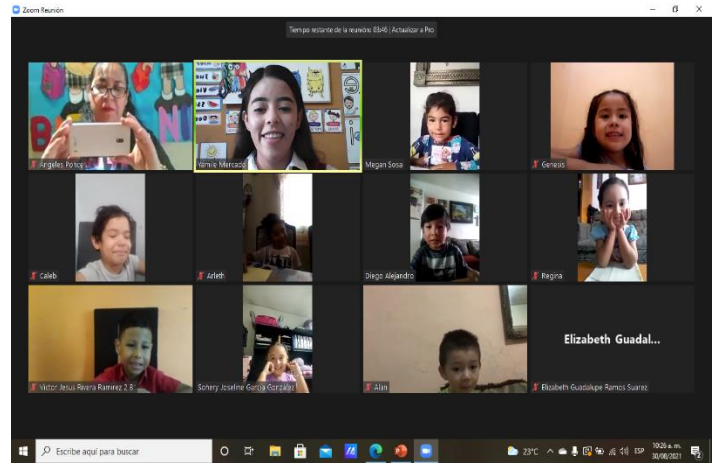 Zoom Reunión
Tiempo restante de la reunión: 03:46 | Actualizar a Pro
Angeles Ponce
Yamile Mercado
Megan Sosa
Genesis
Caleb
Arleth
Diego Alejandro
Regina
Victor Jesus Rivera Ramirez 2 B
Sohery Joseline Garcia Gonzalez
Alan
Elizabeth Guadal...
Elizabeth Guadalupe Ramos Suarez
Escribe aquí para buscar
23°C
ESP
10:26 a. m.
30/08/2021